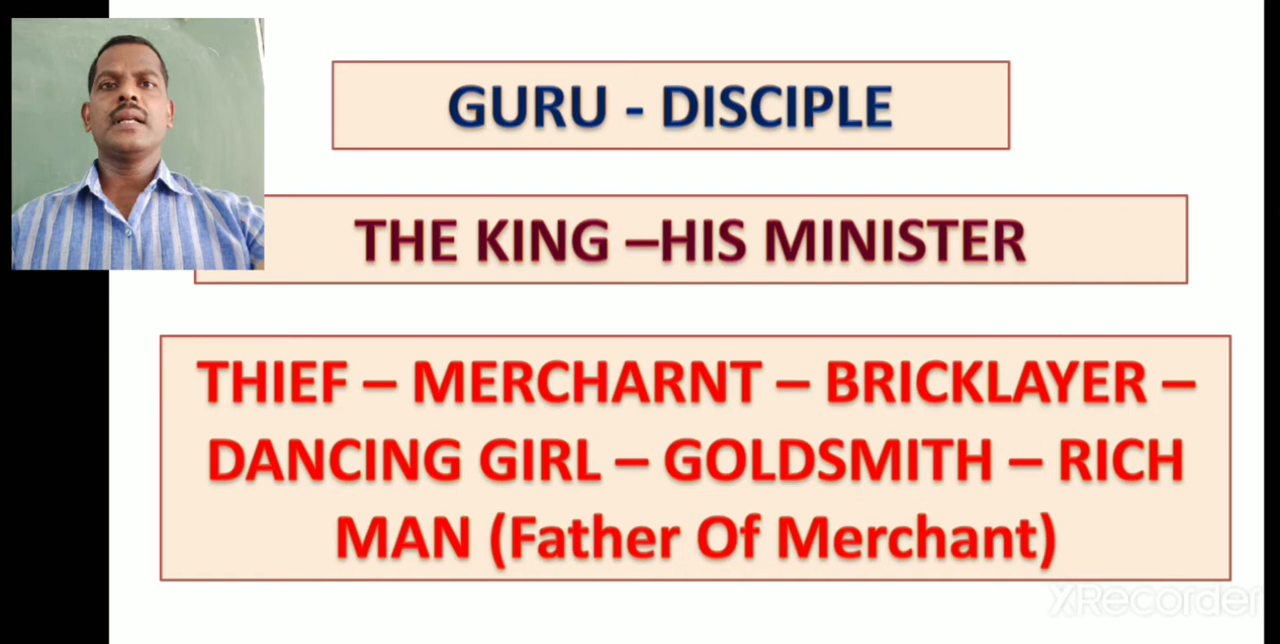 GURU - DISCIPLE
THE KING –HIS MINISTER
THIEF – MERCHARNT – BRICKLAYER –
DANCING GIRL – GOLDSMITH – RICH
MAN (Father Of Merchant)
XRecorder